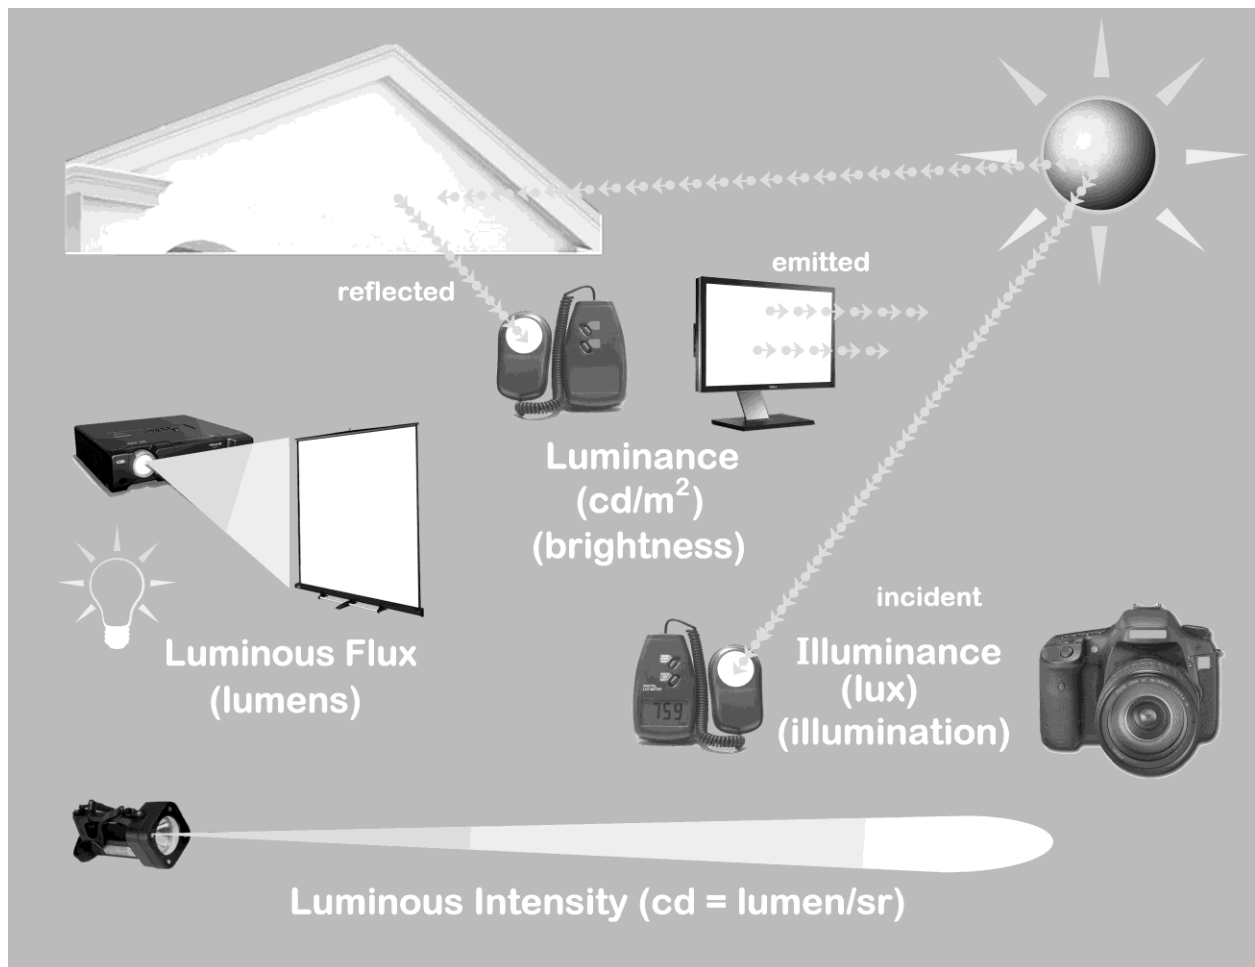 emitted
reflected
Luminance
(cd/m²)
(brightness)
incident
Luminous Flux
(lumens)
Illuminance
(lux)
(illumination)
759
Luminous Intensity (cd = lumen/sr)